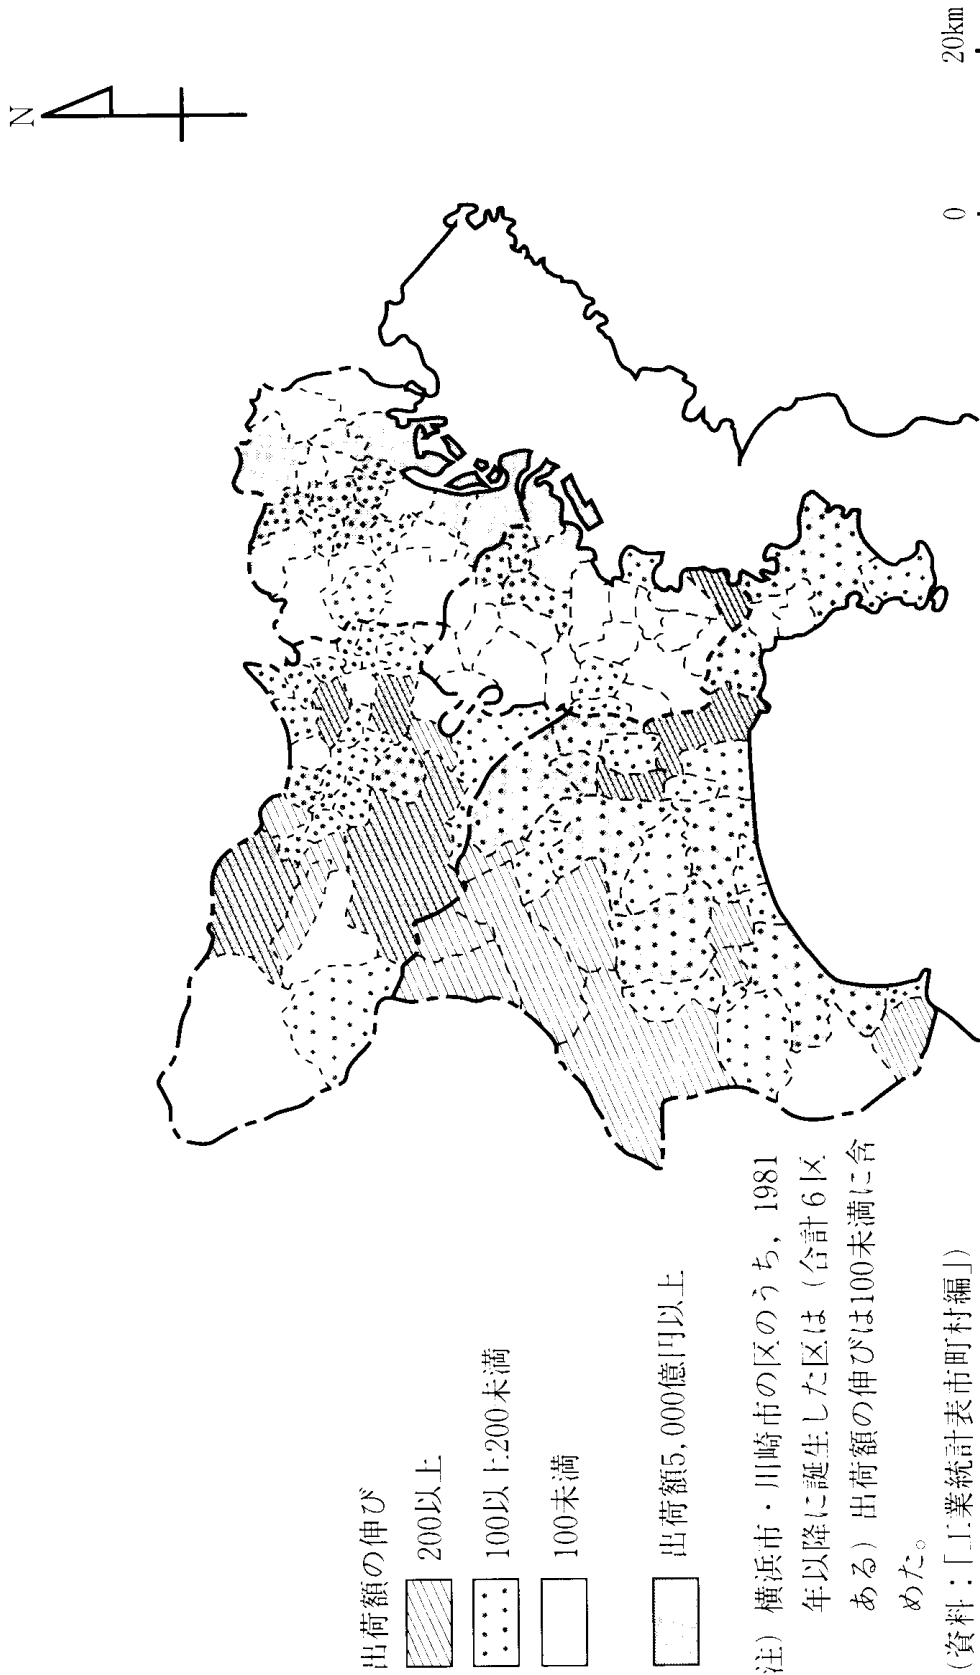 N
0
20km
出荷額の伸び
200以上
100以上200未満
100未満
出荷額5,000億円以上
注) 横浜市・川崎市の区のうち，1981
年以降に誕生した区は（合計6区
ある）出荷額の伸びは100未満に含
めた。
(資料：「工業統計表市町村編」)